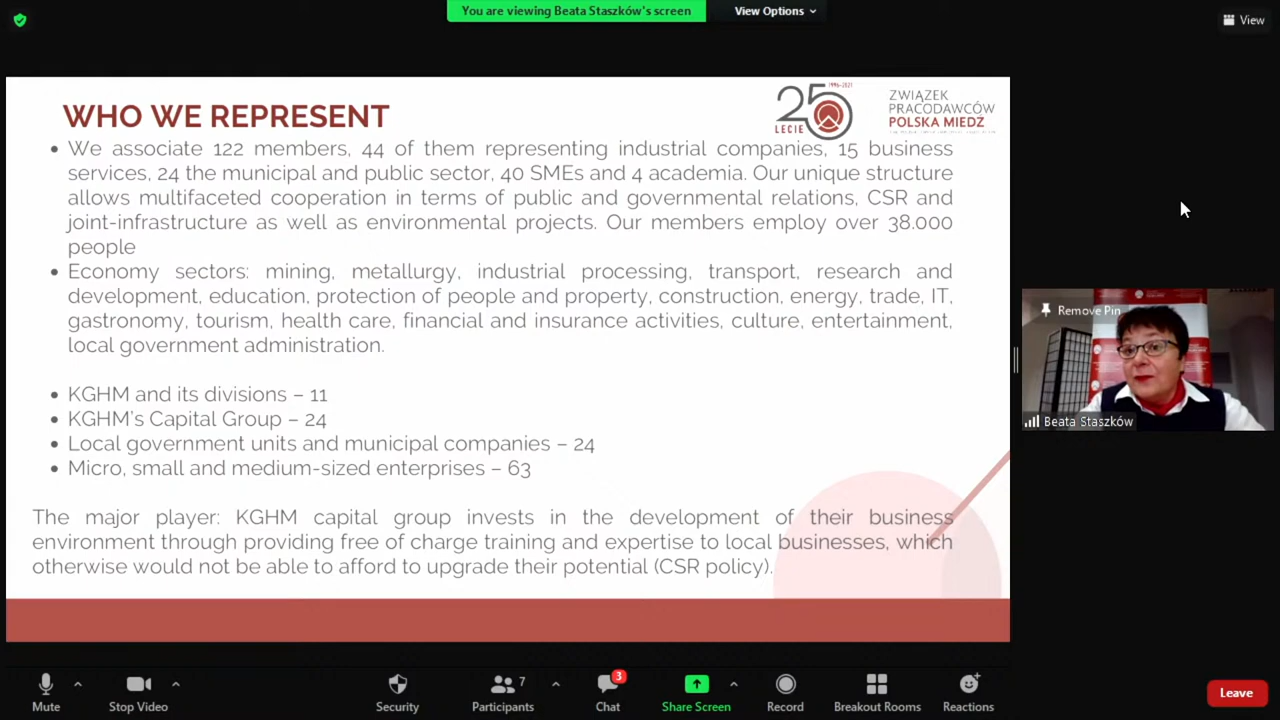 You are viewing Beata Staszków's screen
View Options
View
WHO WE REPRESENT
1996-2021
25
LECIE
ZWIĄZEK
PRACODAWCÓW
POLSKA MIEDŹ
• We associate 122 members, 44 of them representing industrial companies, 15 business
services, 24 the municipal and public sector, 40 SMEs and 4 academia. Our unique structure
allows multifaceted cooperation in terms of public and governmental relations, CSR and
joint-infrastructure as well as environmental projects. Our members employ over 38.000
people
• Economy sectors: mining, metallurgy, industrial processing, transport, research and
development, education, protection of people and property, construction, energy, trade, IT,
gastronomy, tourism, health care, financial and insurance activities, culture, entertainment,
local government administration.
• KGHM and its divisions – 11
• KGHM's Capital Group – 24
• Local government units and municipal companies – 24
• Micro, small and medium-sized enterprises – 63
The major player: KGHM capital group invests in the development of their business
environment through providing free of charge training and expertise to local businesses, which
otherwise would not be able to afford to upgrade their potential (CSR policy).
Remove Pin
Beata Staszków
Mute
Stop Video
Security
7
Participants
3
Chat
Share Screen
Record
Breakout Rooms
Reactions
Leave